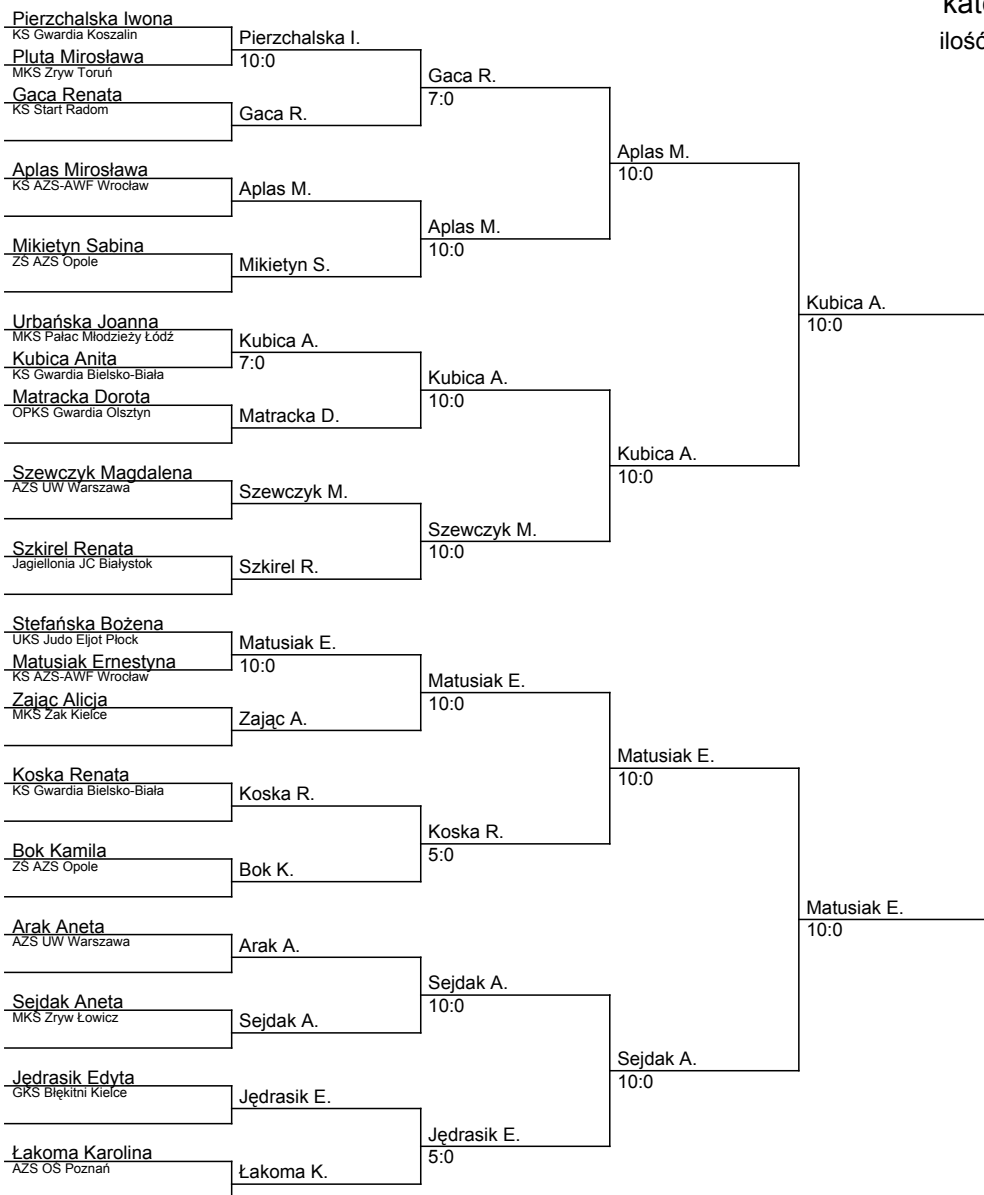 kat
ilość
Pierzchalska Iwona
KS Gwardia Koszalin
Pierzchalska I.
10:0
Pluta Mirosława
MKS Zryw Toruń
Gaca R.
7:0
Gaca Renata
KS Start Radom
Gaca R.
Aplas M.
10:0
Aplas Mirosława
KS AZS-AWF Wrocław
Aplas M.
Aplas M.
10:0
Mikietyn Sabina
ZŚ AZS Opole
Mikietyn S.
Kubica A.
10:0
Urbańska Joanna
MKS Pałac Młodzieży Łódź
Kubica A.
7:0
Kubica Anita
KS Gwardia Bielsko-Biała
Kubica A.
10:0
Matracka Dorota
OPKS Gwardia Olsztyn
Matracka D.
Kubica A.
10:0
Szewczyk Magdalena
AZS UW Warszawa
Szewczyk M.
Szewczyk M.
10:0
Szkirel Renata
Jagiellonia JC Białystok
Szkirel R.
Stefańska Bożena
UKS Judo Eljot Płock
Matusiak E.
10:0
Matusiak Ernestyna
KS AZS-AWF Wrocław
Matusiak E.
10:0
Zając Alicja
MKS Żak Kielce
Zając A.
Matusiak E.
10:0
Koska Renata
KS Gwardia Bielsko-Biała
Koska R.
Koska R.
5:0
Bok Kamila
ZŚ AZS Opole
Bok K.
Matusiak E.
10:0
Arak Aneta
AZS UW Warszawa
Arak A.
Sejdak A.
10:0
Sejdak Aneta
MKS Zryw Łowicz
Sejdak A.
Sejdak A.
10:0
Jędrasik Edyta
GKS Błękitni Kielce
Jędrasik E.
Jędrasik E.
5:0
Łakoma Karolina
AZS OŚ Poznań
Łakoma K.